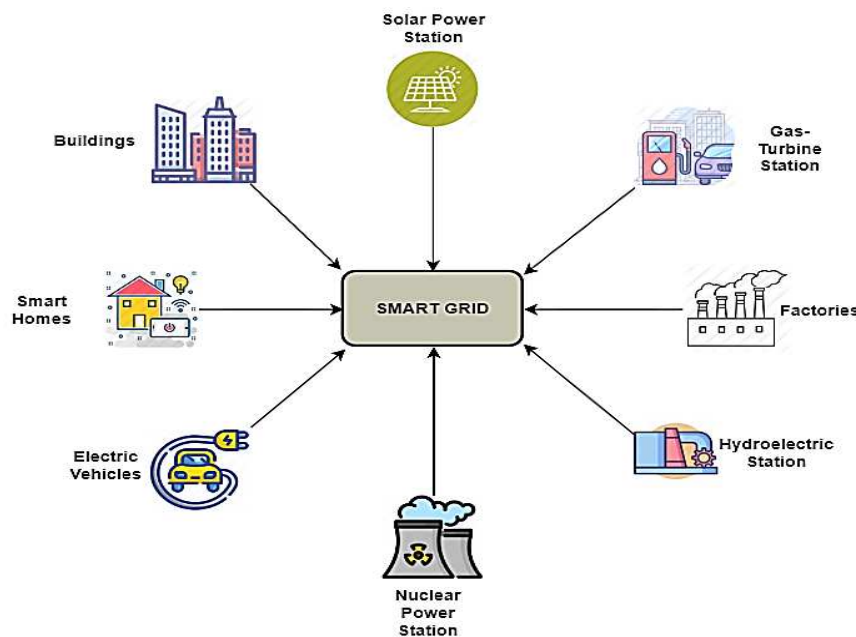 Solar Power
Station
Buildings
Gas-
Turbine
Station
Smart
Homes
SMART GRID
Factories
Electric
Vehicles
Hydroelectric
Station
Nuclear
Power
Station